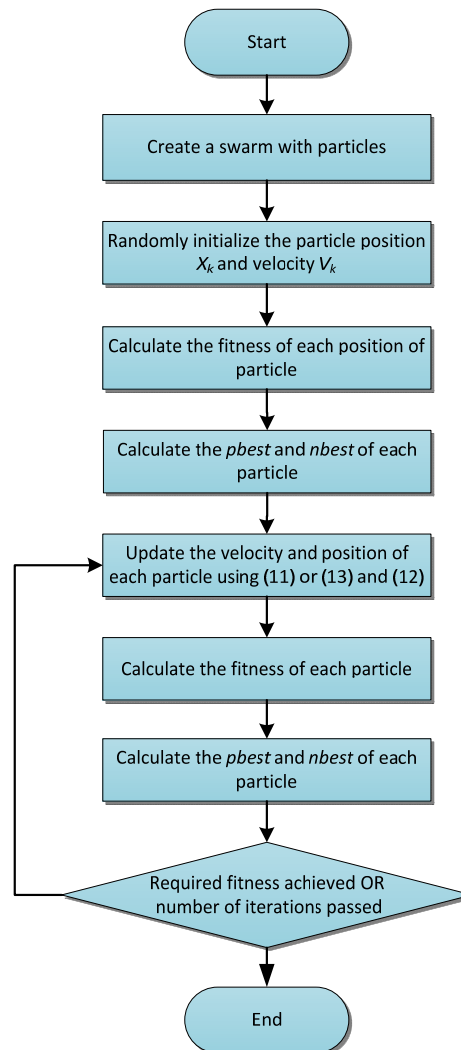 Start
Create a swarm with particles
Randomly initialize the particle position
Xk and velocity Vk
Calculate the fitness of each position of
particle
Calculate the pbest and nbest of each
particle
Update the velocity and position of
each particle using (11) or (13) and (12)
Calculate the fitness of each particle
Calculate the pbest and nbest of each
particle
Required fitness achieved OR
number of iterations passed
End